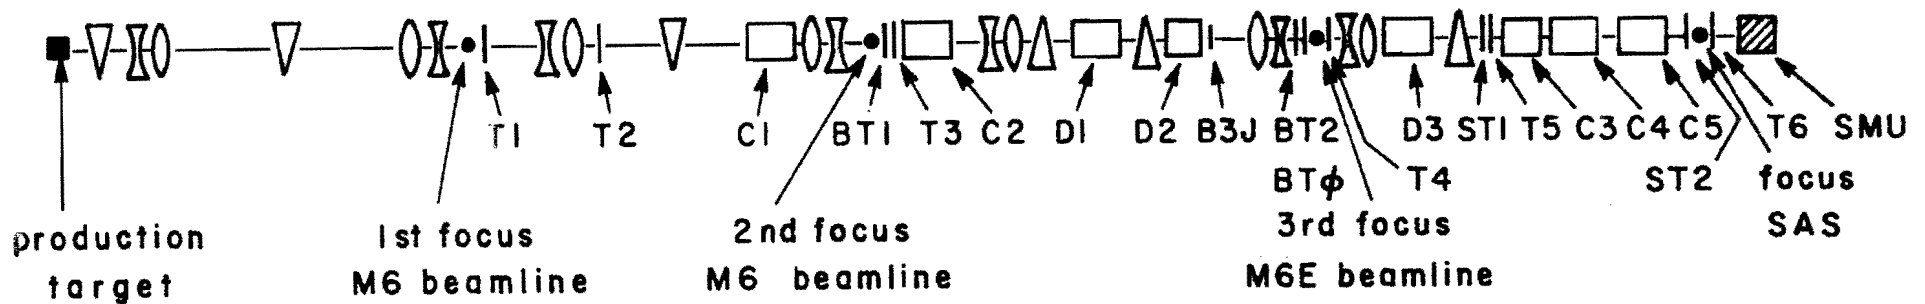 T1 T2 C1 BT1 T3 C2 D1 D2 B3J BT2 D3 ST1 T5 C3 C4 C5 T6 SMU
BTϕ T4 ST2 focus
production 1st focus 2nd focus 3rd focus SAS
target M6 beamline M6 beamline M6E beamline